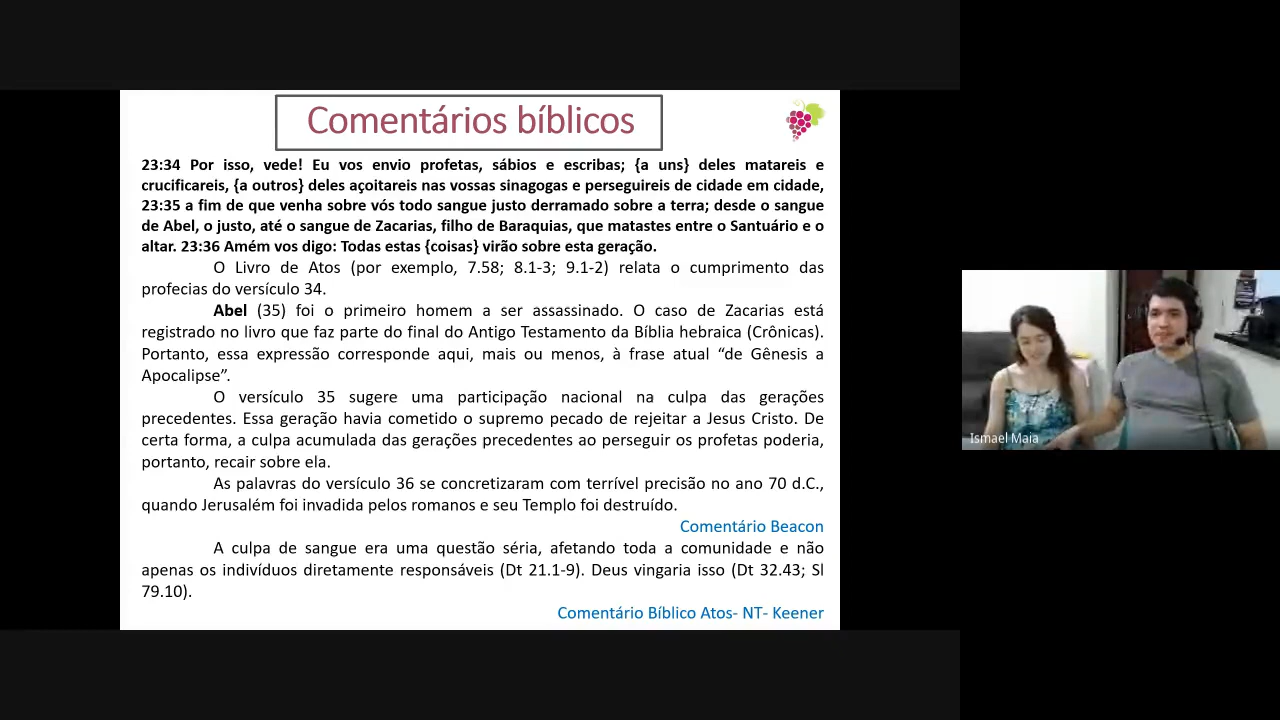 Comentários bíblicos
23:34 Por isso, vede! Eu vos envio profetas, sábios e escribas; {a uns} deles matareis e
crucificareis, {a outros} deles açoitareis nas vossas sinagogas e perseguireis de cidade em cidade,
23:35 a fim de que venha sobre vós todo sangue justo derramado sobre a terra; desde o sangue
de Abel, o justo, até o sangue de Zacarias, filho de Baraquias, que matastes entre o Santuário e o
altar. 23:36 Amém vos digo: Todas estas {coisas} virão sobre esta geração.
O Livro de Atos (por exemplo, 7.58; 8.1-3; 9.1-2) relata o cumprimento das
profecias do versículo 34.
Abel (35) foi o primeiro homem a ser assassinado. O caso de Zacarias está
registrado no livro que faz parte do final do Antigo Testamento da Bíblia hebraica (Crônicas).
Portanto, essa expressão corresponde aqui, mais ou menos, à frase atual “de Gênesis a
Apocalipse”.
O versículo 35 sugere uma participação nacional na culpa das gerações
precedentes. Essa geração havia cometido o supremo pecado de rejeitar a Jesus Cristo. De
certa forma, a culpa acumulada das gerações precedentes ao perseguir os profetas poderia,
portanto, recair sobre ela.
As palavras do versículo 36 se concretizaram com terrível precisão no ano 70 d.C.,
quando Jerusalém foi invadida pelos romanos e seu Templo foi destruído.
Comentário Beacon
A culpa de sangue era uma questão séria, afetando toda a comunidade e não
apenas os indivíduos diretamente responsáveis (Dt 21.1-9). Deus vingaria isso (Dt 32.43; Sl
79.10).
Comentário Bíblico Atos- NT- Keener
Ismael Maia